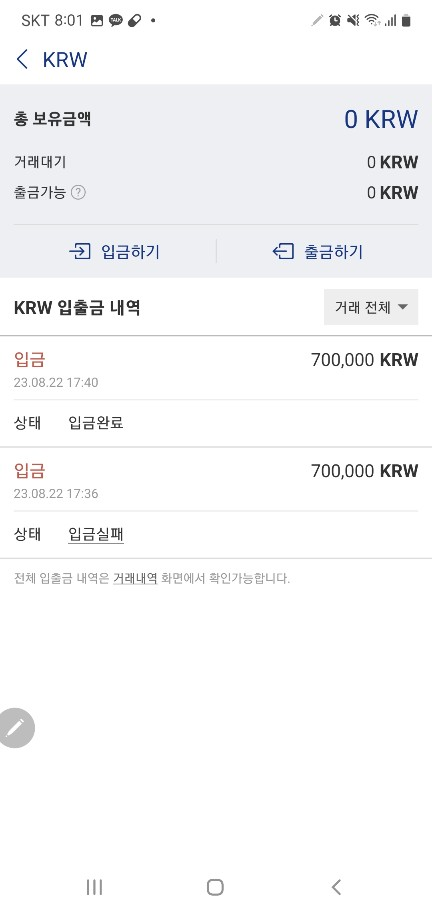 SKT 8:01
KRW
총 보유금액 0 KRW
거래대기 0 KRW
출금가능 ? 0 KRW
입금하기 출금하기
KRW 입출금 내역 거래 전체
입금 700,000 KRW
23.08.22 17:40
상태 입금완료
입금 700,000 KRW
23.08.22 17:36
상태 입금실패
전체 입출금 내역은 거래내역 화면에서 확인가능합니다.